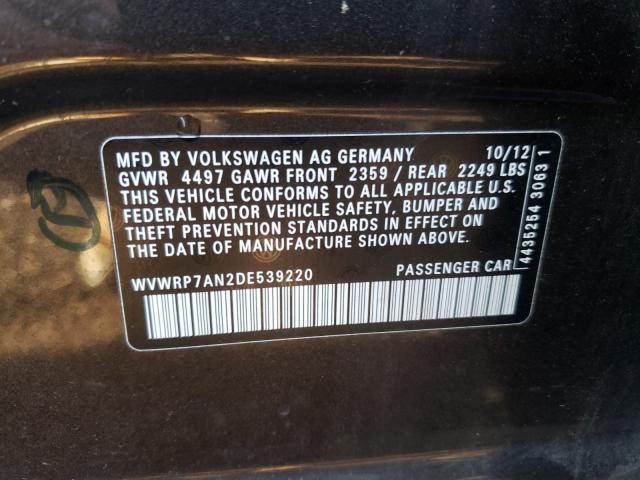 MFD BY VOLKSWAGEN AG GERMANY 10/12
GVWR 4497 GAWR FRONT 2359 / REAR 2249 LBS
THIS VEHICLE CONFORMS TO ALL APPLICABLE U.S.
FEDERAL MOTOR VEHICLE SAFETY, BUMPER AND
THEFT PREVENTION STANDARDS IN EFFECT ON
THE DATE OF MANUFACTURE SHOWN ABOVE.
WVWRP7AN2DE539220 PASSENGER CAR
4435254 3063 1